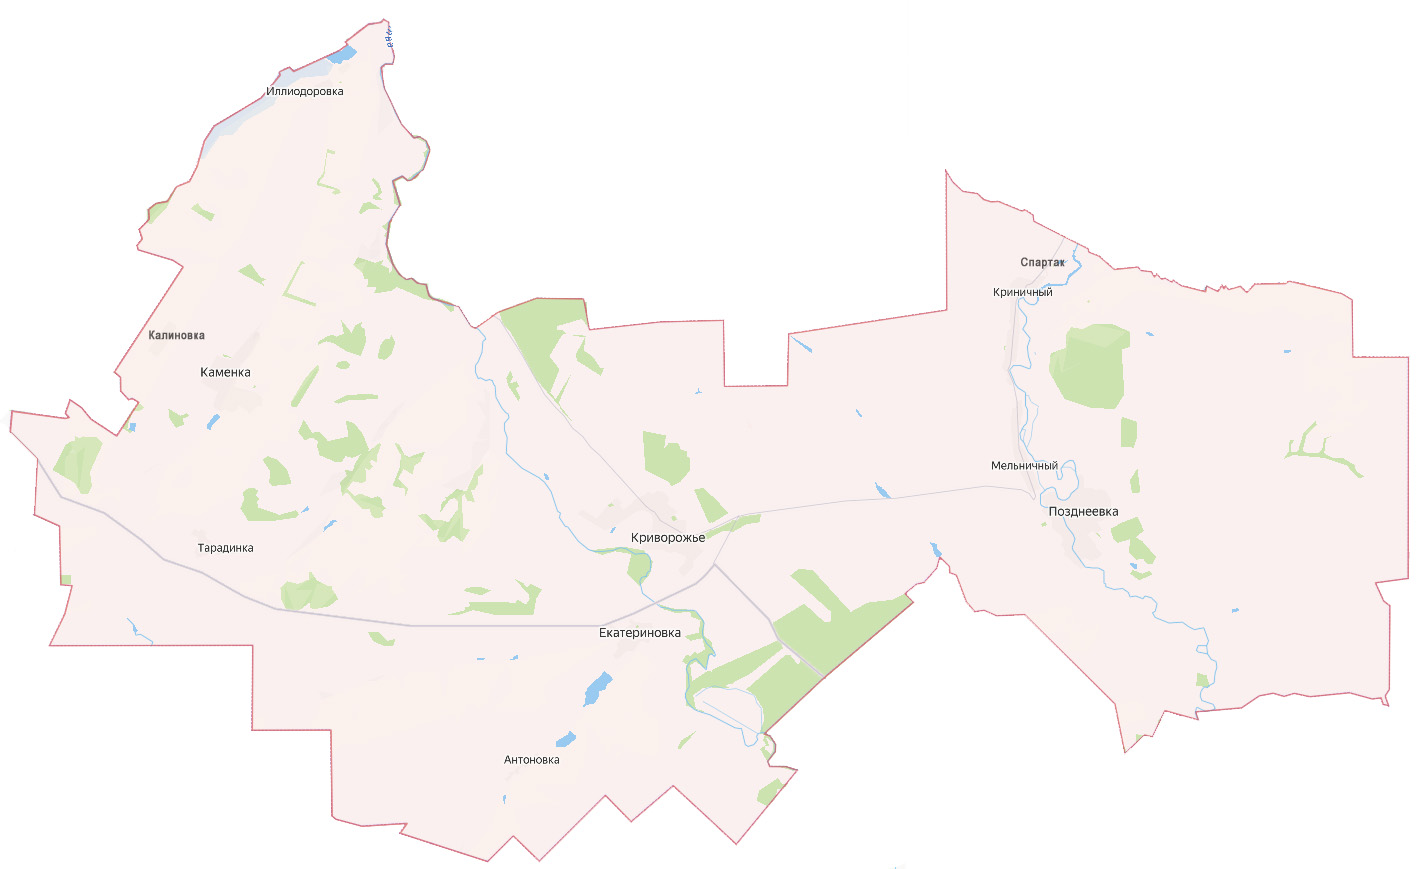 Иллиодоровка
Спартак
Криничный
Калиновка
Каменка
Мельничный
Позднеевка
Криворожье
Тарадинка
Екатериновка
Антоновка